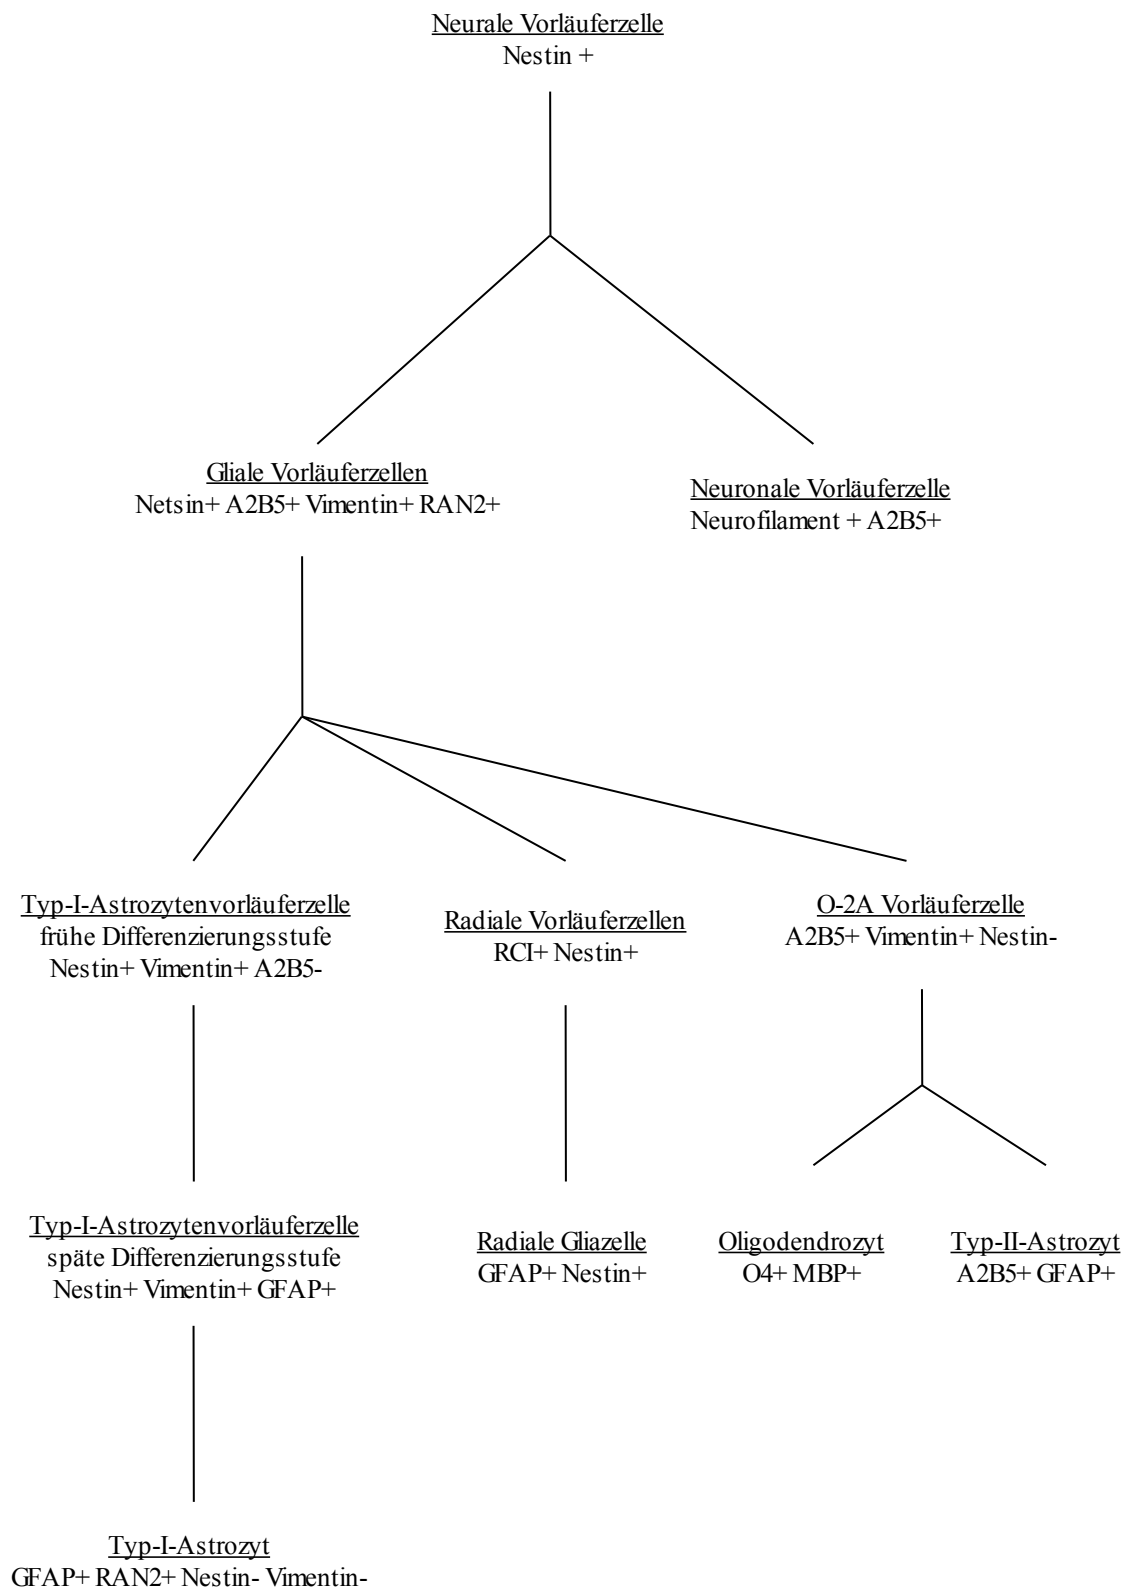 Neurale Vorläuferzelle
Nestin +
Gliale Vorläuferzellen
Netsin+ A2B5+ Vimentin+ RAN2+
Neuronale Vorläuferzelle
Neurofilament + A2B5+
Typ-I-Astrozytenvorläuferzelle
frühe Differenzierungsstufe
Nestin+ Vimentin+ A2B5-
Radiale Vorläuferzellen
RCI+ Nestin+
O-2A Vorläuferzelle
A2B5+ Vimentin+ Nestin-
Typ-I-Astrozytenvorläuferzelle
späte Differenzierungsstufe
Nestin+ Vimentin+ GFAP+
Radiale Gliazelle
GFAP+ Nestin+
Oligodendrozyt
O4+ MBP+
Typ-II-Astrozyt
A2B5+ GFAP+
Typ-I-Astrozyt
GFAP+ RAN2+ Nestin- Vimentin-